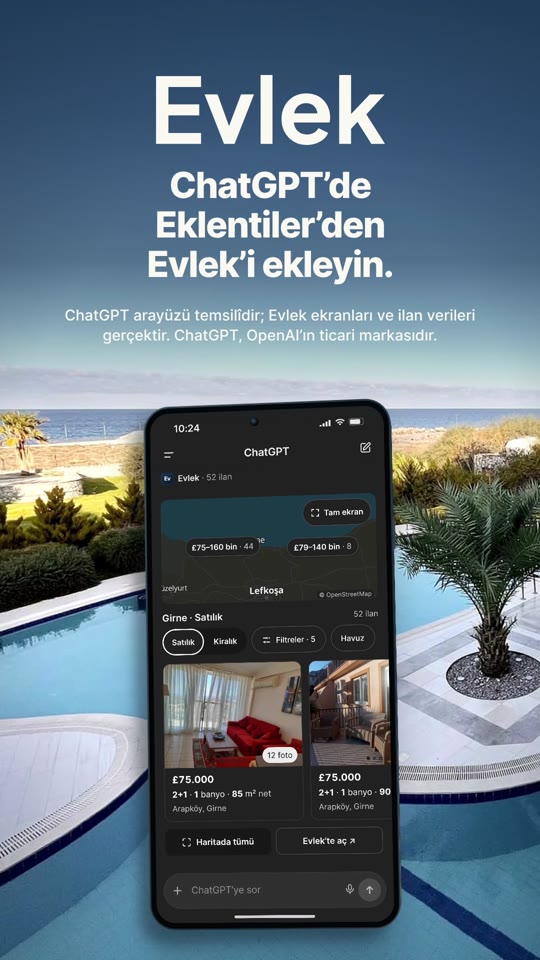 Evlek
ChatGPT’de
Eklentiler’den
Evlek’i ekleyin.
ChatGPT arayüzü temsilîdir; Evlek ekranları ve ilan verileri
gerçektir. ChatGPT, OpenAI’ın ticari markasıdır.
10:24
ChatGPT
Ev Evlek · 52 ilan
Tam ekran
£75–160 bin · 44
ne
£79–140 bin · 8
üzelyurt
Lefkoşa
© OpenStreetMap
Girne · Satılık
52 ilan
Satılık
Kiralık
Filtreler · 5
Havuz
12 foto
£75.000
2+1 · 1 banyo · 85 m² net
Arapköy, Girne
£75.000
2+1 · 1 banyo · 90
Arapköy, Girne
Haritada tümü
Evlek'te aç ↗
ChatGPT'ye sor